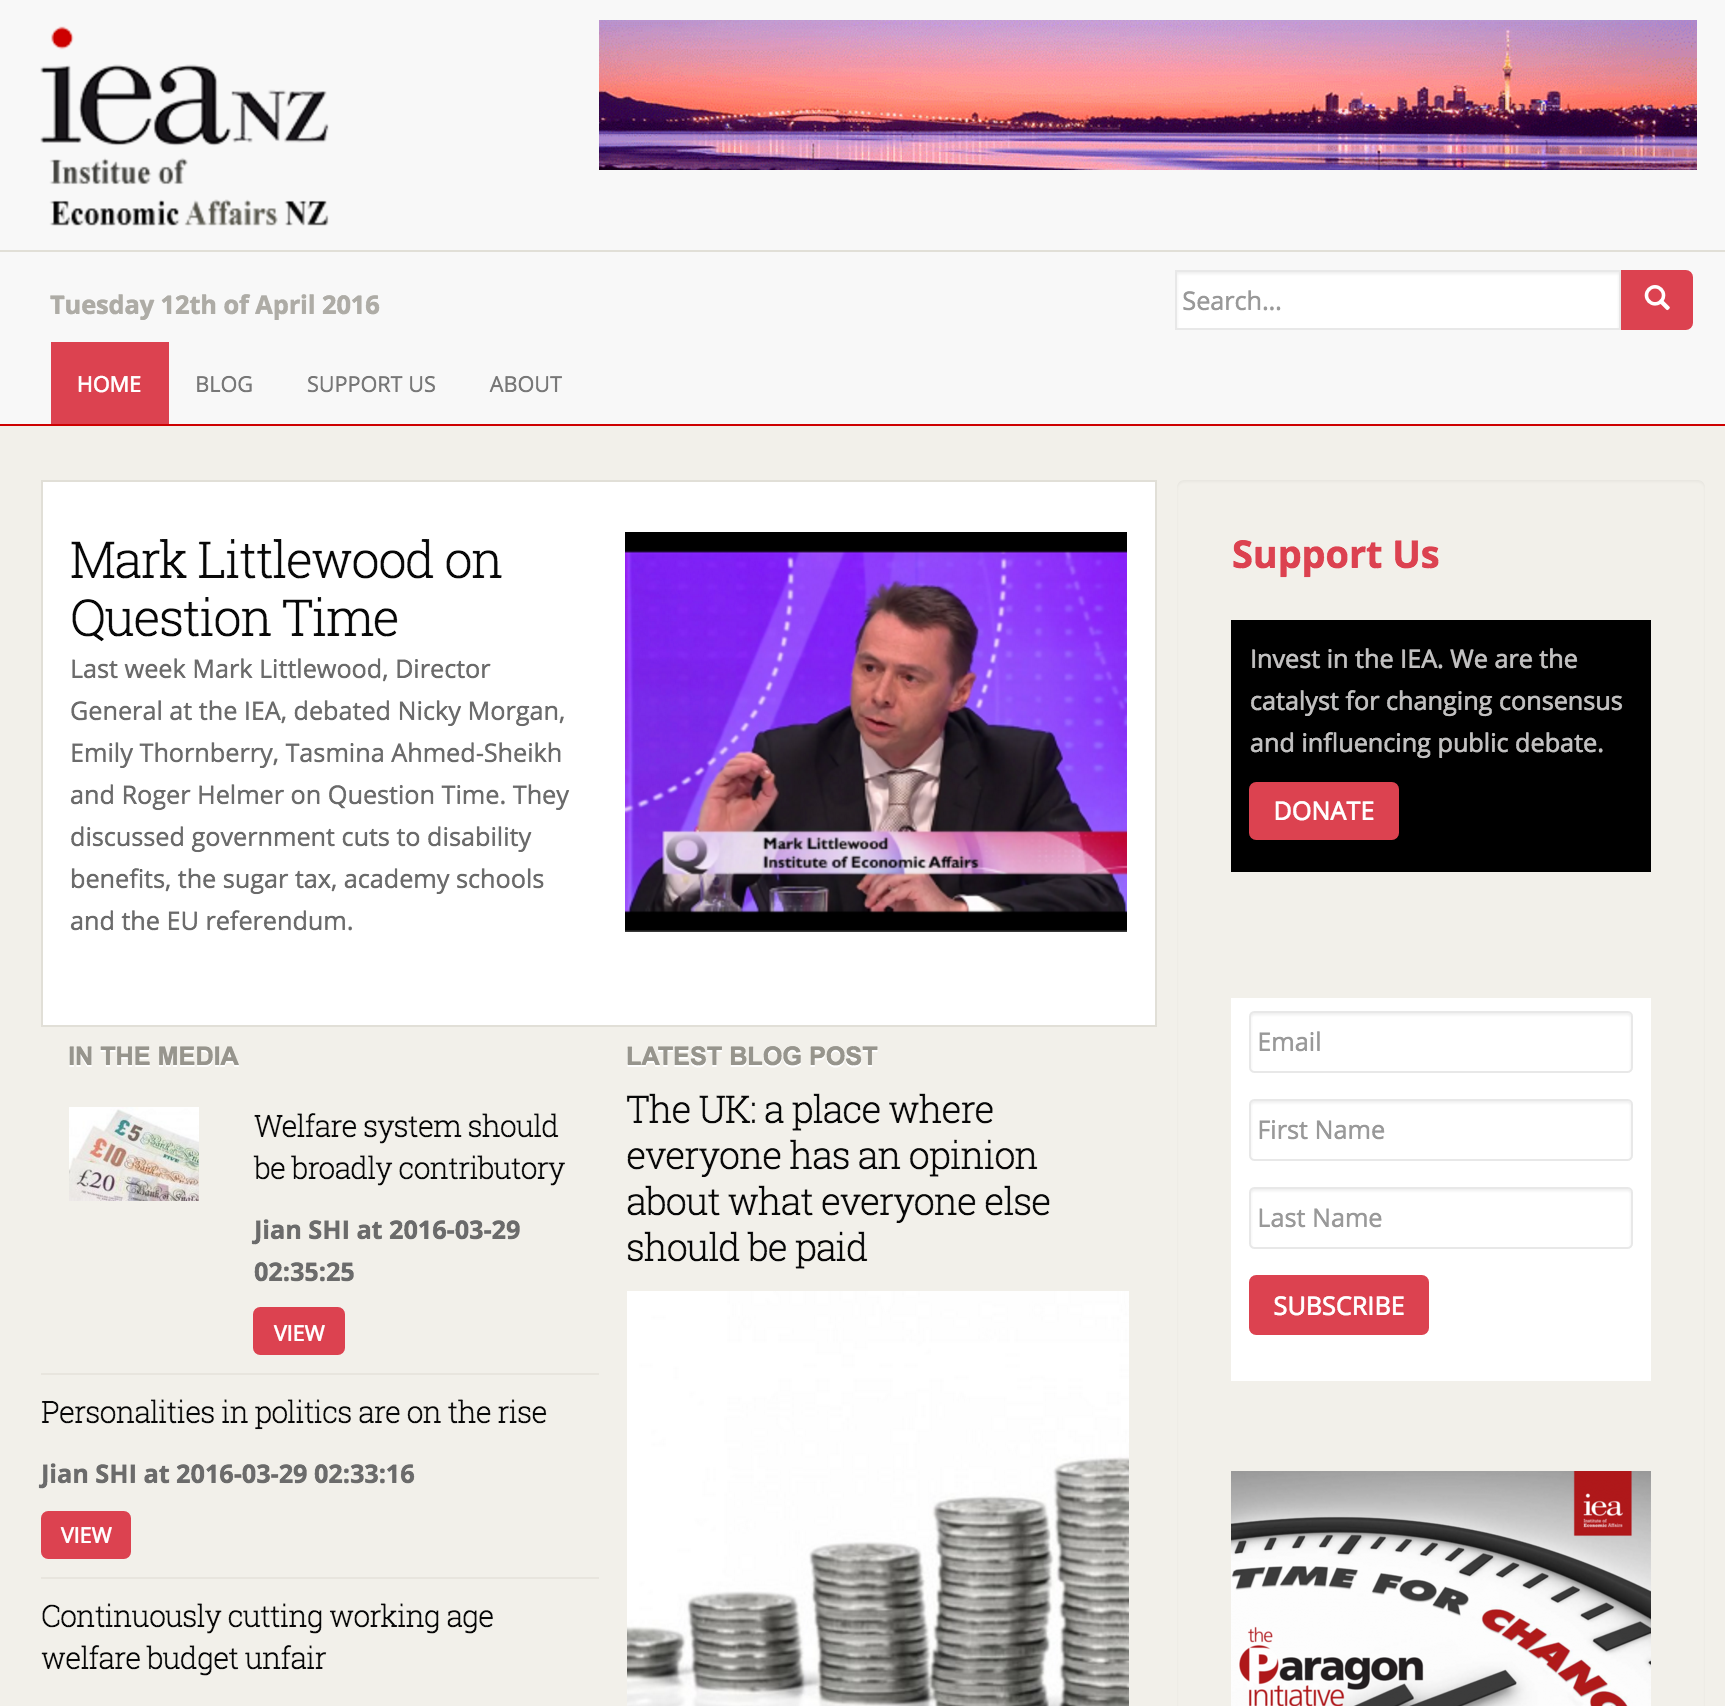 ieaNZ
Institue of
Economic Affairs NZ
Tuesday 12th of April 2016
Search...
HOME
BLOG
SUPPORT US
ABOUT
Mark Littlewood on
Question Time
Last week Mark Littlewood, Director
General at the IEA, debated Nicky Morgan,
Emily Thornberry, Tasmina Ahmed-Sheikh
and Roger Helmer on Question Time. They
discussed government cuts to disability
benefits, the sugar tax, academy schools
and the EU referendum.
Q
Mark Littlewood
Institute of Economic Affairs
IN THE MEDIA
£5
FIVE
£10
£20
Welfare system should
be broadly contributory
Jian SHI at 2016-03-29
02:35:25
VIEW
Personalities in politics are on the rise
Jian SHI at 2016-03-29 02:33:16
VIEW
Continuously cutting working age
welfare budget unfair
LATEST BLOG POST
The UK: a place where
everyone has an opinion
about what everyone else
should be paid
Support Us
Invest in the IEA. We are the
catalyst for changing consensus
and influencing public debate.
DONATE
Email
First Name
Last Name
SUBSCRIBE
iea
Institute of
Economic Affairs
TIME FOR CHANG
the
Paragon
initiative